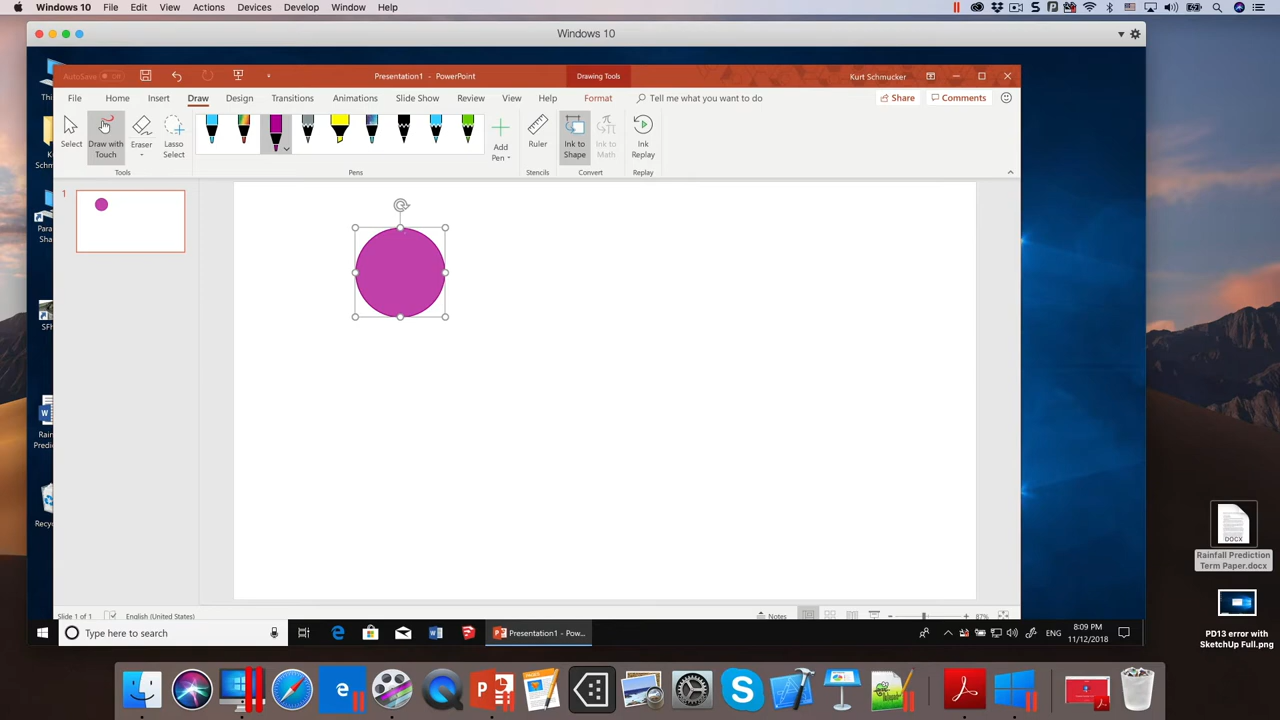 Windows 10 File Edit View Actions Devices Develop Window Help
Windows 10
AutoSave Off Presentation1 - PowerPoint Drawing Tools Kurt Schmucker
File Home Insert Draw Design Transitions Animations Slide Show Review View Help Format Tell me what you want to do Share Comments
Select Draw with Touch Eraser Lasso Select Add Pen Ruler Ink to Shape Ink to Math Ink Replay
Tools Pens Stencils Convert Replay
1
Slide 1 of 1 English (United States) Notes 87%
Type here to search Presentation1 - Pow... ENG 8:09 PM
11/12/2018
DOCX
Rainfall Prediction
Term Paper.docx
PD13 error with
SketchUp Full.png